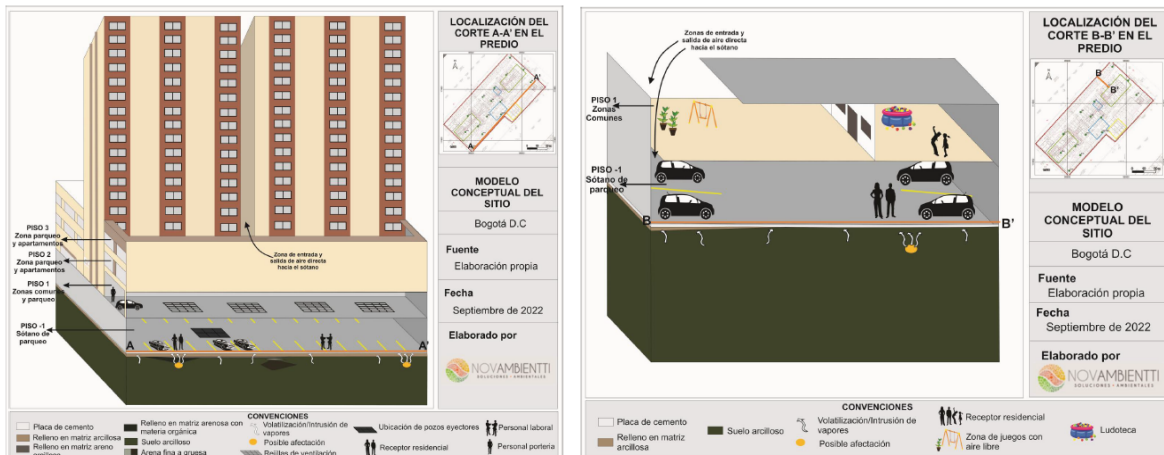 PISO 3
Zona parqueo
y apartamentos
PISO 2
Zona parqueo
y apartamentos
PISO 1
Zonas comunes
y parqueo
PISO -1
Sótano de
parqueo
Zona de entrada y
salida de aire directa
hacia el sótano
A
A'
LOCALIZACIÓN DEL
CORTE A-A' EN EL
PREDIO
A'
A
MODELO
CONCEPTUAL DEL
SITIO
Bogotá D.C
Fuente
Elaboración propia
Fecha
Septiembre de 2022
Elaborado por
NOVAMBIENTTI
SOLUCIONES - AMBIENTALES
CONVENCIONES
Placa de cemento
Relleno en matriz arcillosa
Relleno en matriz areno
Relleno en matriz arenosa con
materia orgánica
Suelo arcilloso
Arena fina a gruesa
Volatilización/Intrusión de
vapores
Posible afectación
Rejillas de ventilación
Ubicación de pozos eyectores
Receptor residencial
Personal laboral
Personal portería
Zonas de entrada y
salida de aire directa
hacia el sótano
PISO 1
Zonas
Comunes
PISO -1
Sótano de
parqueo
B
B'
LOCALIZACIÓN DEL
CORTE B-B' EN EL
PREDIO
B
B'
MODELO
CONCEPTUAL DEL
SITIO
Bogotá D.C
Fuente
Elaboración propia
Fecha
Septiembre de 2022
Elaborado por
NOVAMBIENTTI
SOLUCIONES - AMBIENTALES
CONVENCIONES
Placa de cemento
Relleno en matriz
arcillosa
Suelo arcilloso
Volatilización/Intrusión de
vapores
Posible afectación
Receptor residencial
Zona de juegos con
aire libre
Ludoteca